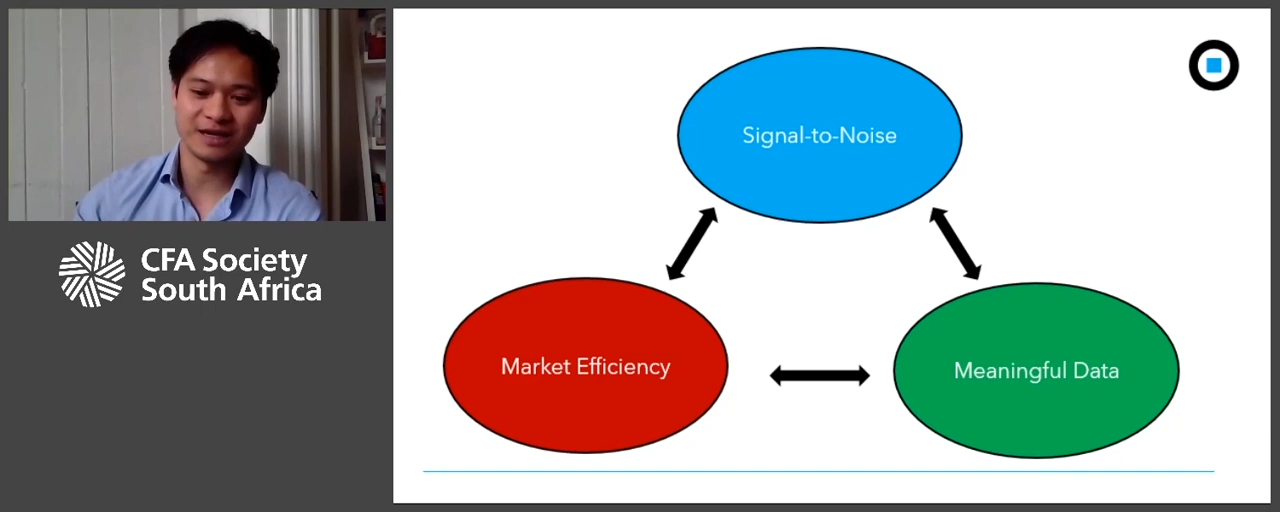 CFA Society
South Africa
Signal-to-Noise
Market Efficiency
Meaningful Data